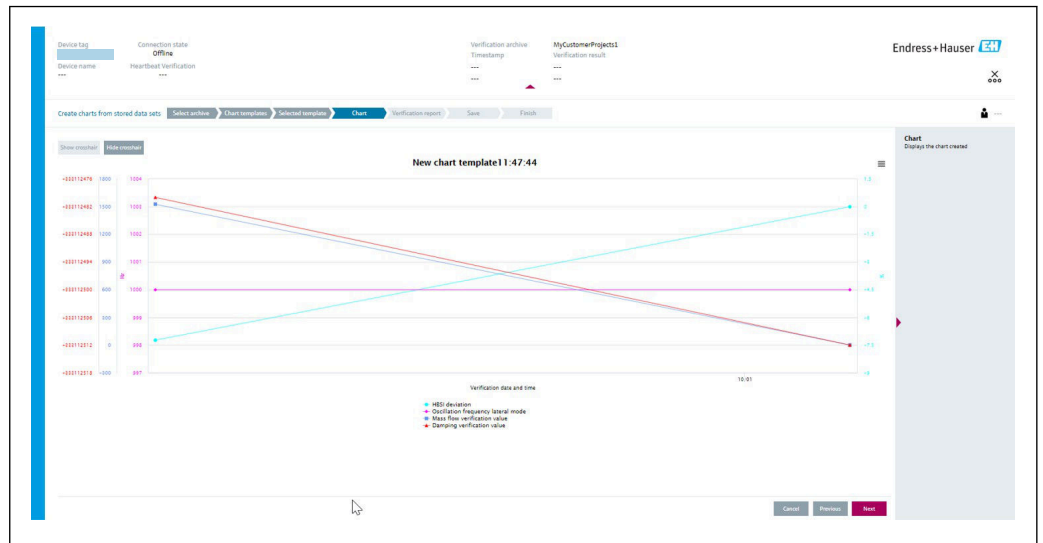 Device tag
Connection state
Verification archive
MyCustomerProjects1
Endress+Hauser EH
Offline
Timestamp
Verification result
Device name
Heartbeat Verification
---
---
---
---
---
---
Create charts from stored data sets
Select archive
Chart templates
Selected template
Chart
Verification report
Save
Finish
---
Chart
Displays the chart created
Show crosshair
Hide crosshair
New chart template11:47:44
1800
1004
1500
1003
1200
1002
900
1001
Hz
%
600
1000
300
999
0
998
-300
997
10:01
Verification date and time
HBSI deviation
Oscillation frequency lateral mode
Mass flow verification value
Damping verification value
Cancel
Previous
Next